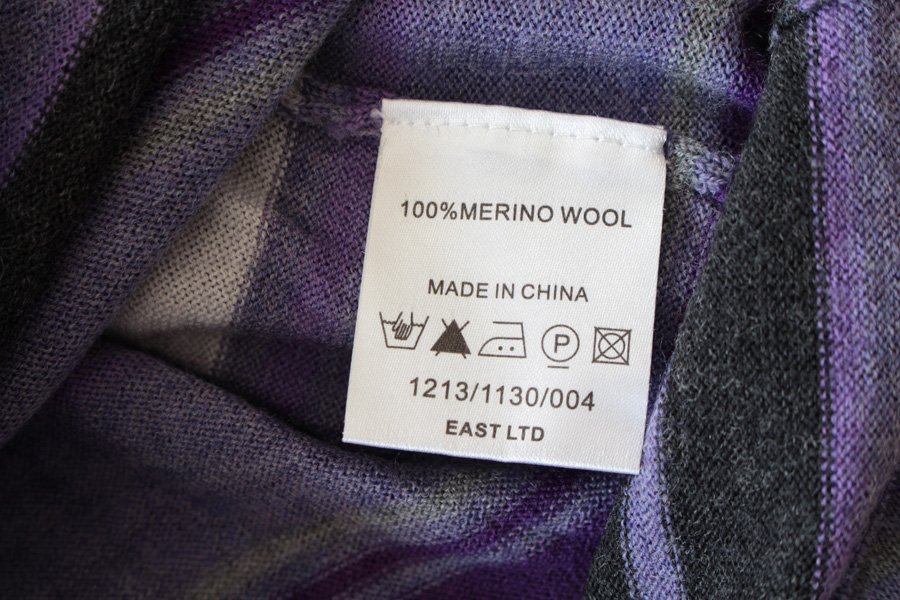 100%MERINO WOOL
MADE IN CHINA
P
1213/1130/004
EAST LTD